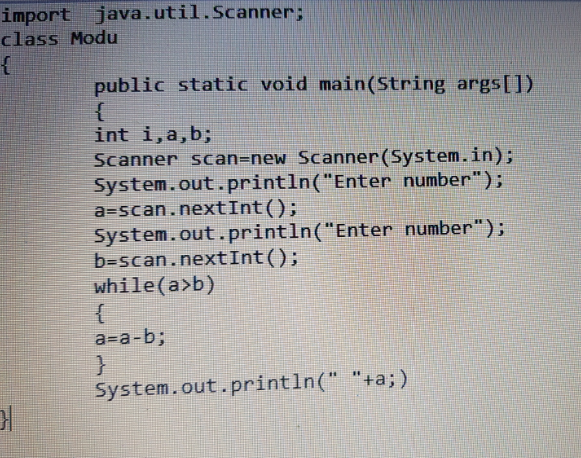 import  java.util.Scanner;
class Modu
{
public static void main(String args[])
{
int i,a,b;
Scanner scan=new Scanner(System.in);
System.out.println("Enter number");
a=scan.nextInt();
System.out.println("Enter number");
b=scan.nextInt();
while(a>b)
{
a=a-b;
}
System.out.println(" "+a;)
}